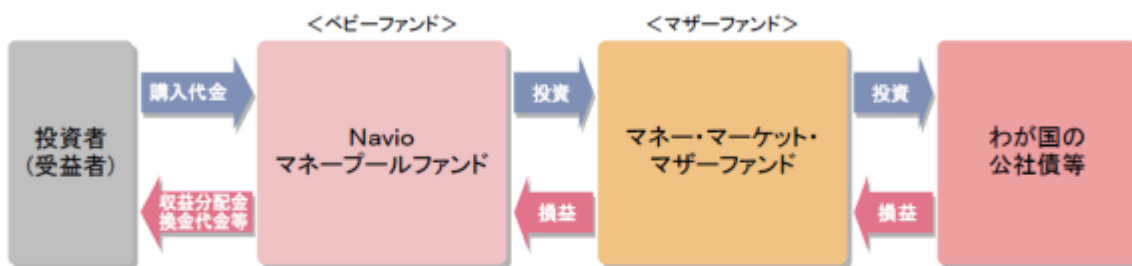 ＜ベビーファンド＞
＜マザーファンド＞
投資者
(受益者)
購入代金
収益分配金
換金代金等
Navio
マネープールファンド
投資
損益
マネー・マーケット・
マザーファンド
投資
損益
わが国の
公社債等